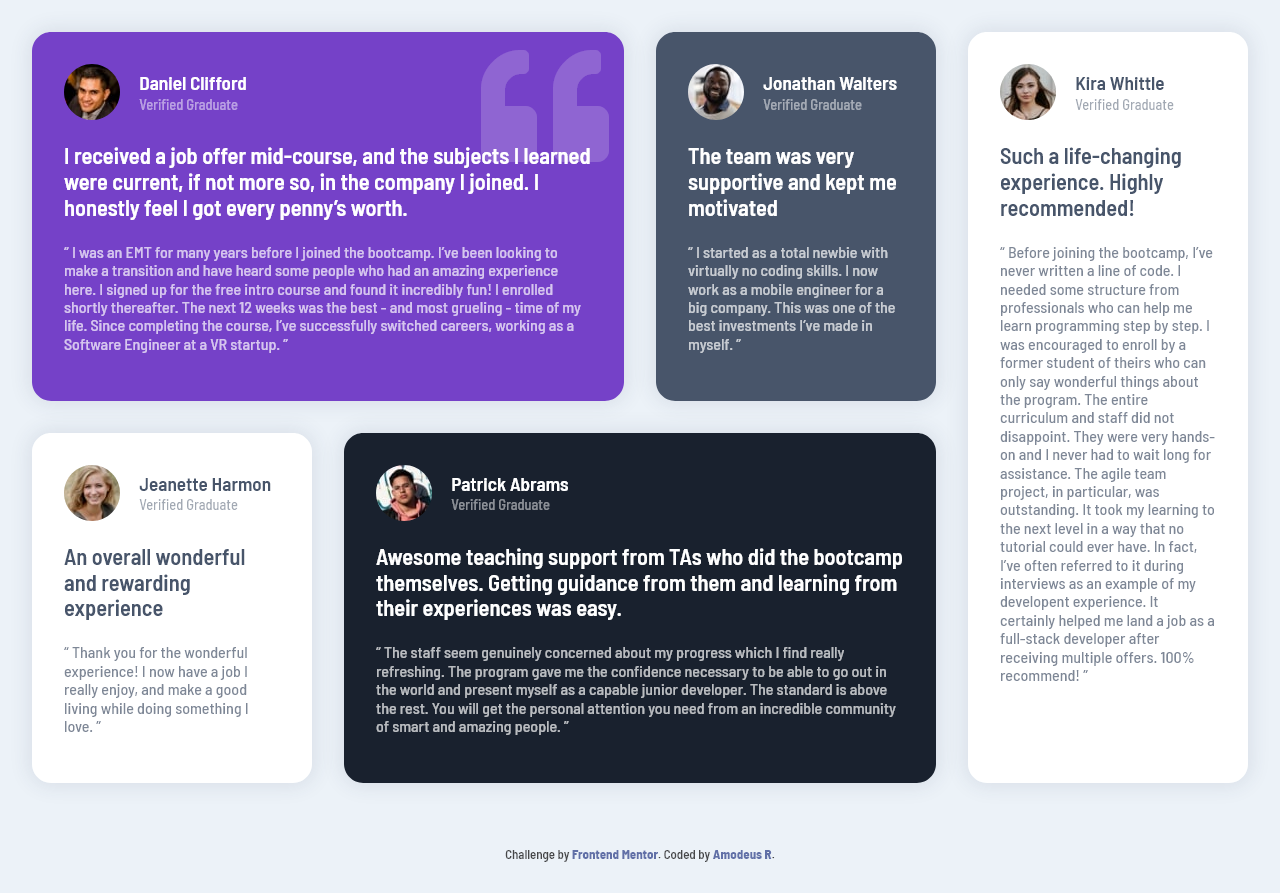 Daniel Clifford
Verified Graduate
I received a job offer mid-course, and the subjects I learned
were current, if not more so, in the company I joined. I
honestly feel I got every penny’s worth.
“ I was an EMT for many years before I joined the bootcamp. I’ve been looking to
make a transition and have heard some people who had an amazing experience
here. I signed up for the free intro course and found it incredibly fun! I enrolled
shortly thereafter. The next 12 weeks was the best - and most grueling - time of my
life. Since completing the course, I’ve successfully switched careers, working as a
Software Engineer at a VR startup. ”
Jonathan Walters
Verified Graduate
The team was very
supportive and kept me
motivated
“ I started as a total newbie with
virtually no coding skills. I now
work as a mobile engineer for a
big company. This was one of the
best investments I’ve made in
myself. ”
Kira Whittle
Verified Graduate
Such a life-changing
experience. Highly
recommended!
“ Before joining the bootcamp, I’ve
never written a line of code. I
needed some structure from
professionals who can help me
learn programming step by step. I
was encouraged to enroll by a
former student of theirs who can
only say wonderful things about
the program. The entire
curriculum and staff did not
disappoint. They were very hands-
on and I never had to wait long for
assistance. The agile team
project, in particular, was
outstanding. It took my learning to
the next level in a way that no
tutorial could ever have. In fact,
I’ve often referred to it during
interviews as an example of my
developent experience. It
certainly helped me land a job as a
full-stack developer after
receiving multiple offers. 100%
recommend! ”
Jeanette Harmon
Verified Graduate
An overall wonderful
and rewarding
experience
“ Thank you for the wonderful
experience! I now have a job I
really enjoy, and make a good
living while doing something I
love. ”
Patrick Abrams
Verified Graduate
Awesome teaching support from TAs who did the bootcamp
themselves. Getting guidance from them and learning from
their experiences was easy.
“ The staff seem genuinely concerned about my progress which I find really
refreshing. The program gave me the confidence necessary to be able to go out in
the world and present myself as a capable junior developer. The standard is above
the rest. You will get the personal attention you need from an incredible community
of smart and amazing people. ”
Challenge by Frontend Mentor. Coded by Amodeus R.